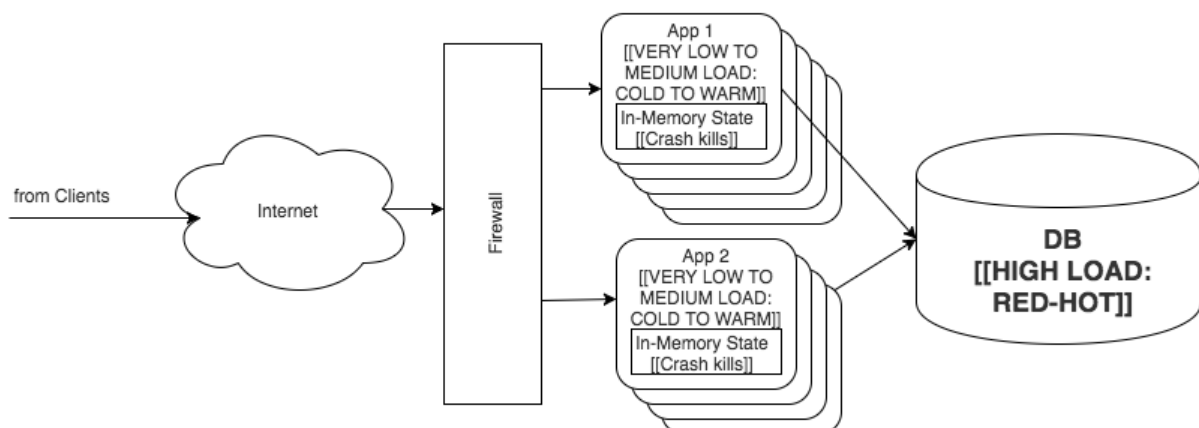 from Clients
Internet
Firewall
App 1
[[VERY LOW TO
MEDIUM LOAD:
COLD TO WARM]]
In-Memory State
[[Crash kills]]
App 2
[[VERY LOW TO
MEDIUM LOAD:
COLD TO WARM]]
In-Memory State
[[Crash kills]]
DB
[[HIGH LOAD:
RED-HOT]]